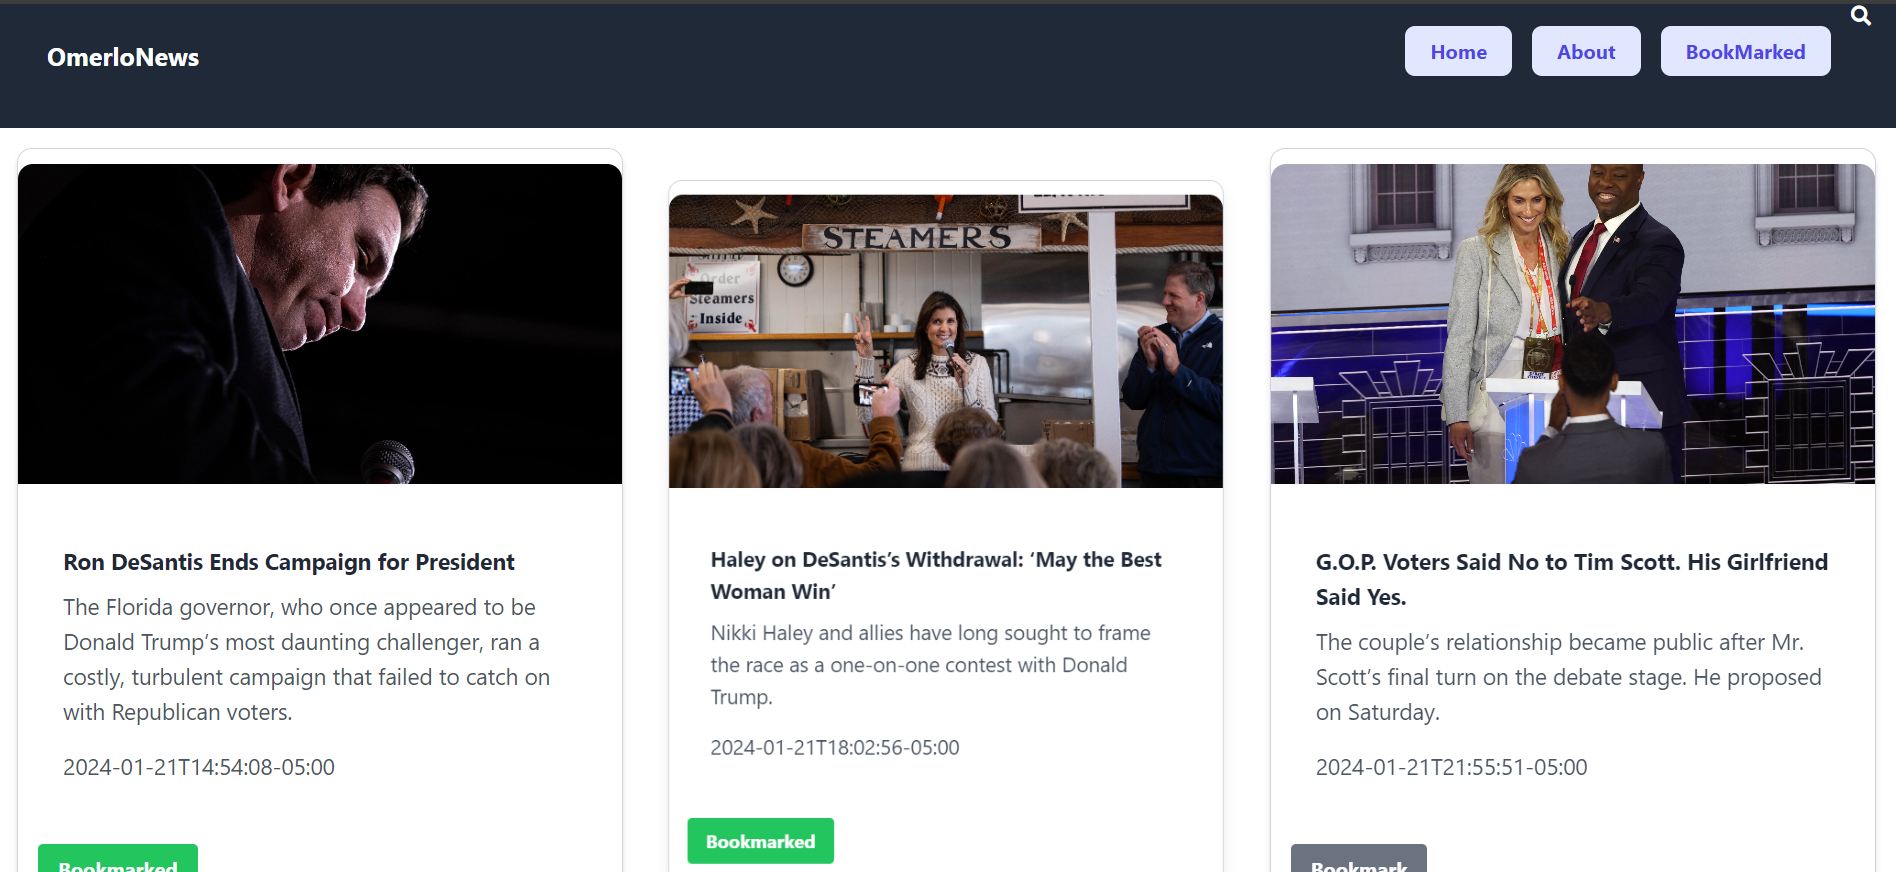 OmerloNews
Home
About
BookMarked
Ron DeSantis Ends Campaign for President
The Florida governor, who once appeared to be
Donald Trump’s most daunting challenger, ran a
costly, turbulent campaign that failed to catch on
with Republican voters.
2024-01-21T14:54:08-05:00
Bookmarked
STEAMERS
Order
Steamers
Inside
Haley on DeSantis’s Withdrawal: ‘May the Best
Woman Win’
Nikki Haley and allies have long sought to frame
the race as a one-on-one contest with Donald
Trump.
2024-01-21T18:02:56-05:00
Bookmarked
G.O.P. Voters Said No to Tim Scott. His Girlfriend
Said Yes.
The couple’s relationship became public after Mr.
Scott’s final turn on the debate stage. He proposed
on Saturday.
2024-01-21T21:55:51-05:00
Bookmark